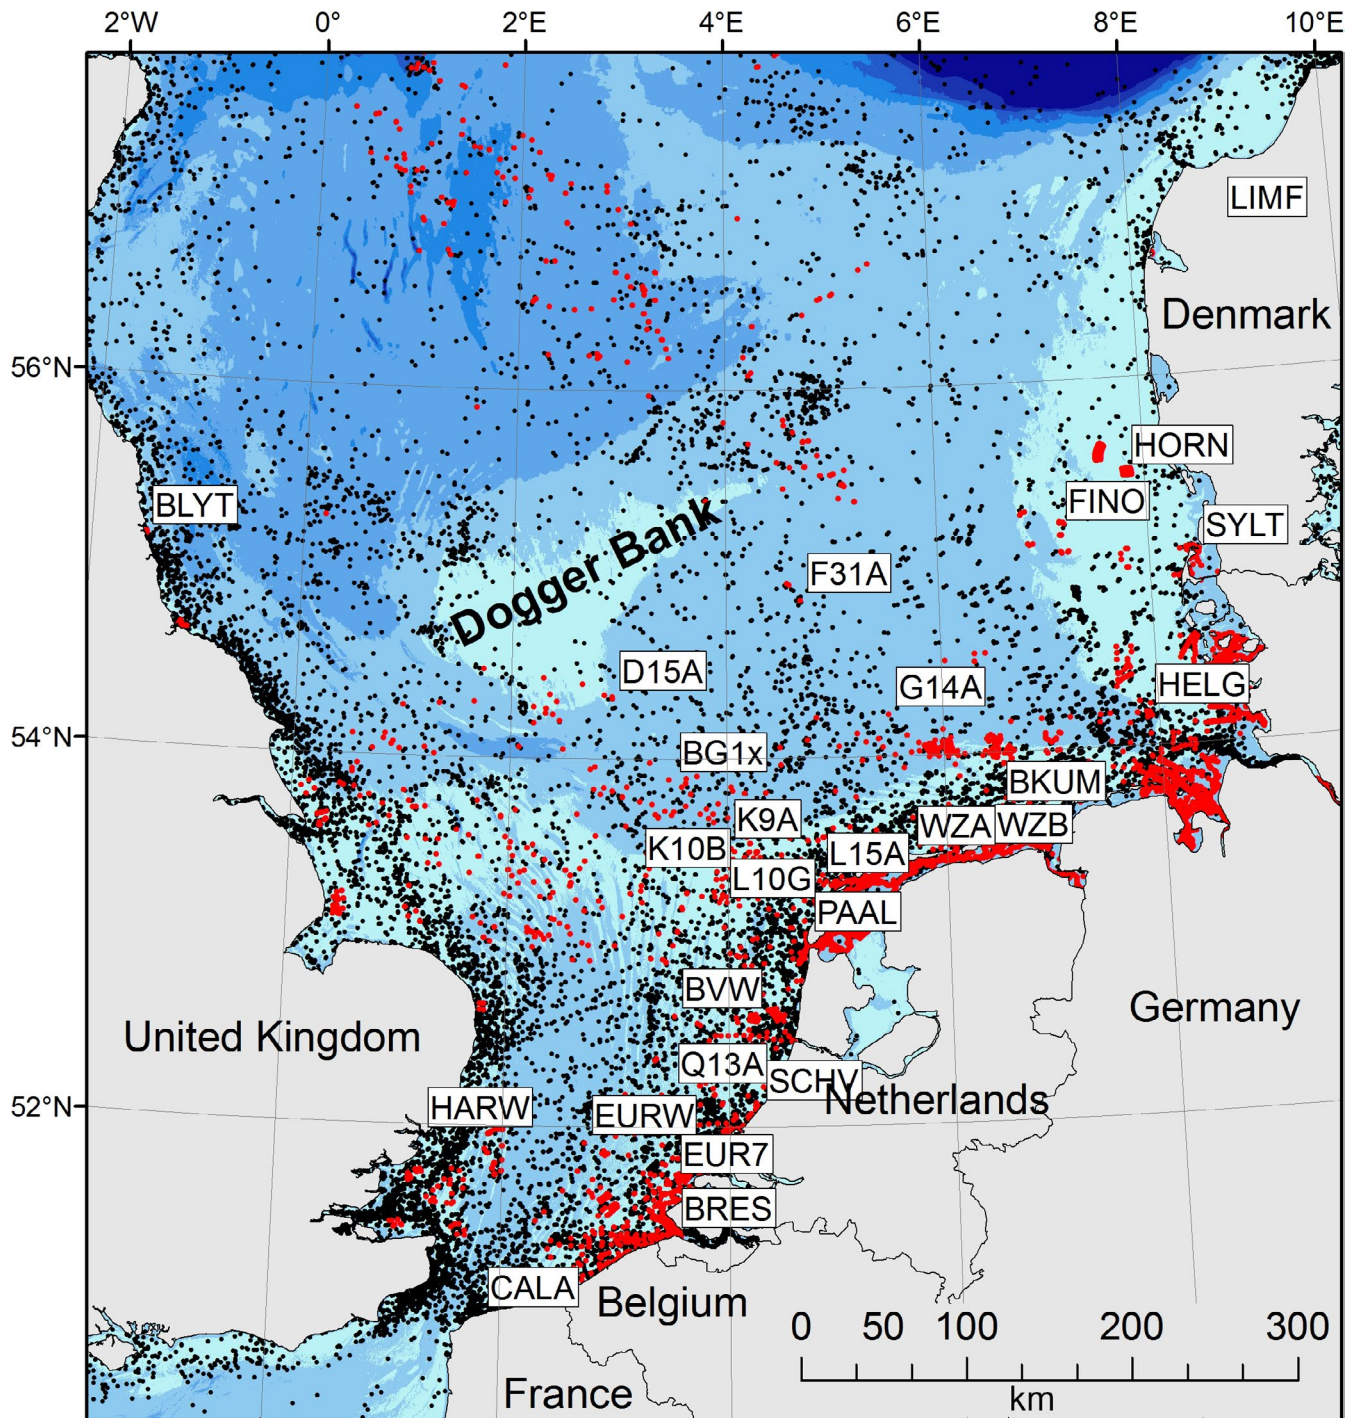 2°W 0° 2°E 4°E 6°E 8°E 10°E
LIMF
Denmark
56°N
HORN
FINO
BLYT
SYLT
Dogger Bank
F31A
D15A
G14A
HELG
54°N
BG1x
BKUM
K9A
WZA WZB
K10B
L15A
L10G
PAAL
BVW
Germany
United Kingdom
Q13A
SCHV
Netherlands
52°N
HARW
EURW
EUR7
BRES
CALA
Belgium
0 50 100 200 300
km
France